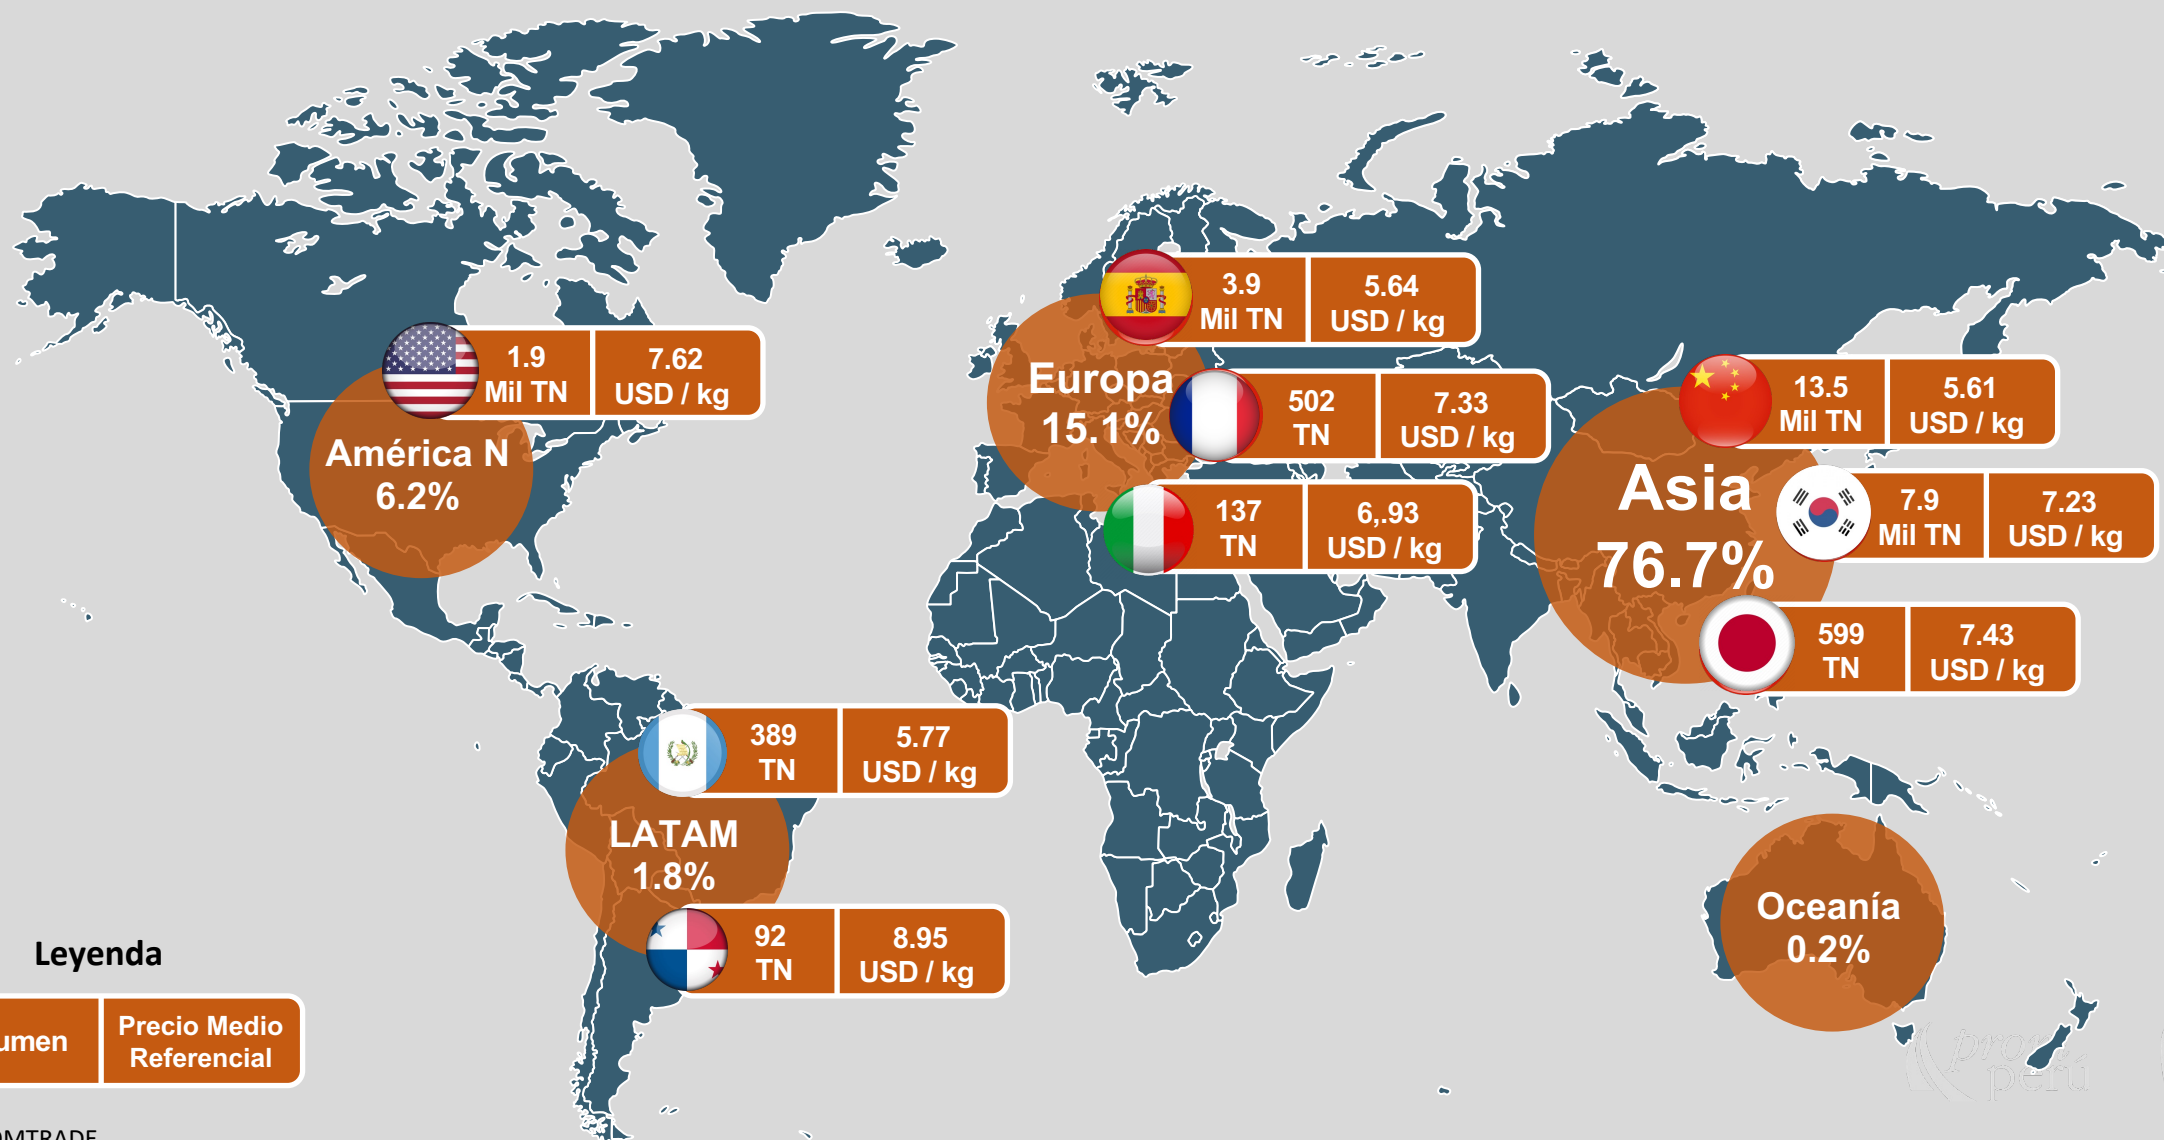 1.9
Mil TN
7.62
USD / kg
América N
6.2%
3.9
Mil TN
5.64
USD / kg
Europa
15.1%
502
TN
7.33
USD / kg
137
TN
6,.93
USD / kg
13.5
Mil TN
5.61
USD / kg
Asia
76.7%
7.9
Mil TN
7.23
USD / kg
599
TN
7.43
USD / kg
389
TN
5.77
USD / kg
LATAM
1.8%
92
TN
8.95
USD / kg
Oceanía
0.2%
Leyenda
umen
Precio Medio
Referencial
perú
OMTRADE